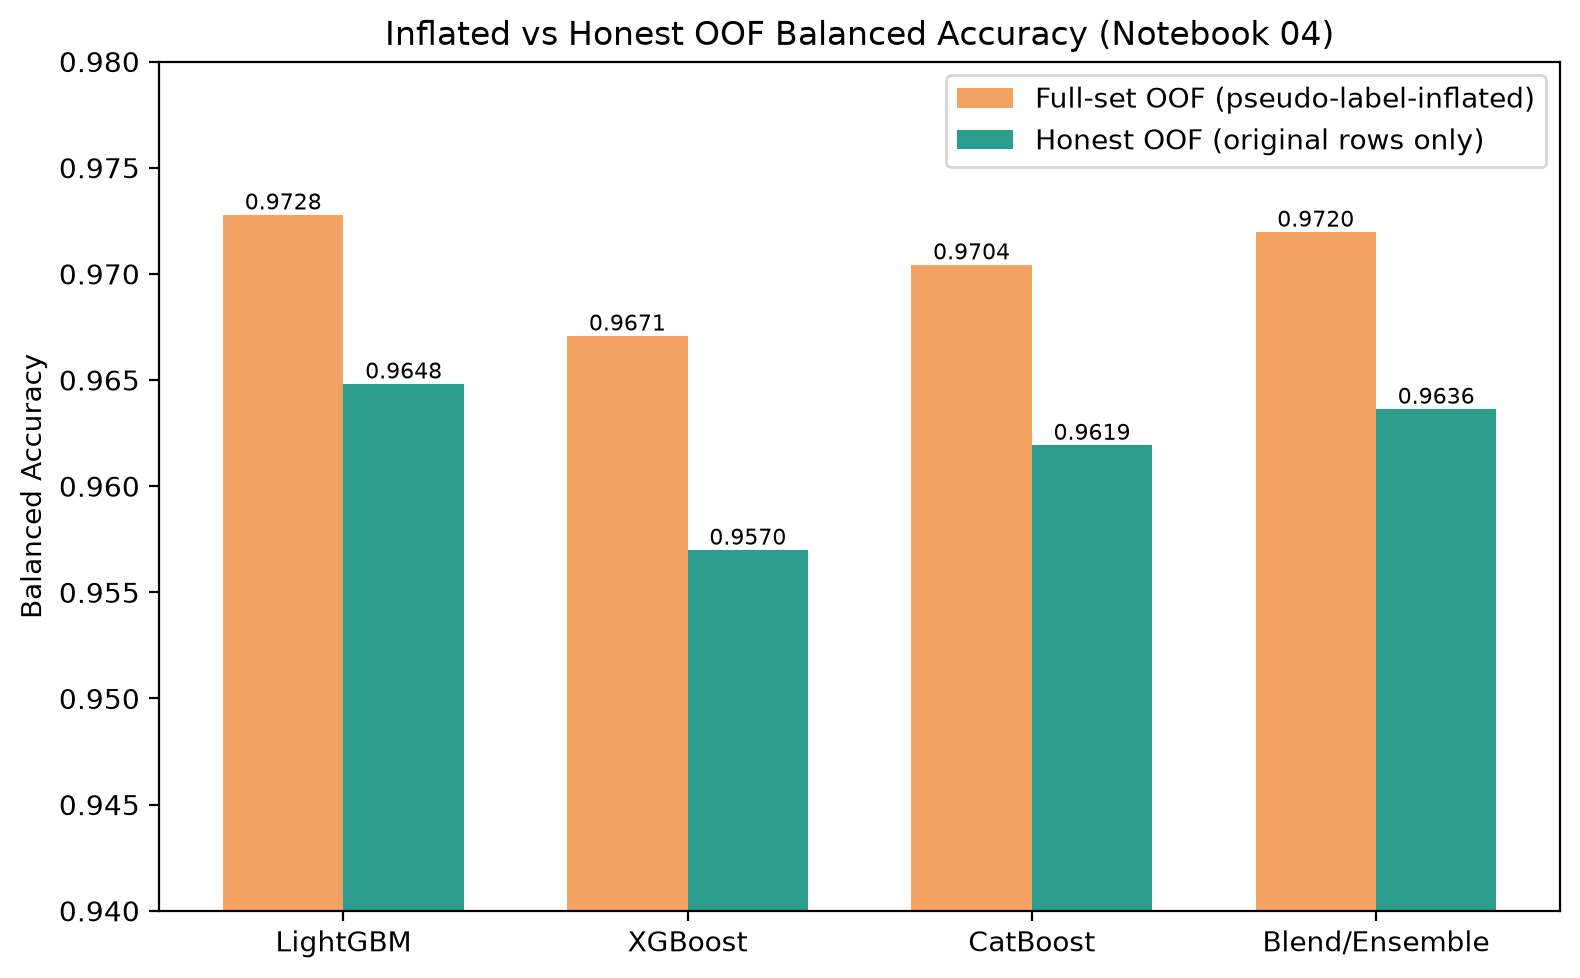 Inflated vs Honest OOF Balanced Accuracy (Notebook 04)
Full-set OOF (pseudo-label-inflated)
Honest OOF (original rows only)
Balanced Accuracy
0.980
0.975
0.970
0.965
0.960
0.955
0.950
0.945
0.940
0.9728
0.9648
0.9671
0.9570
0.9704
0.9619
0.9720
0.9636
LightGBM
XGBoost
CatBoost
Blend/Ensemble